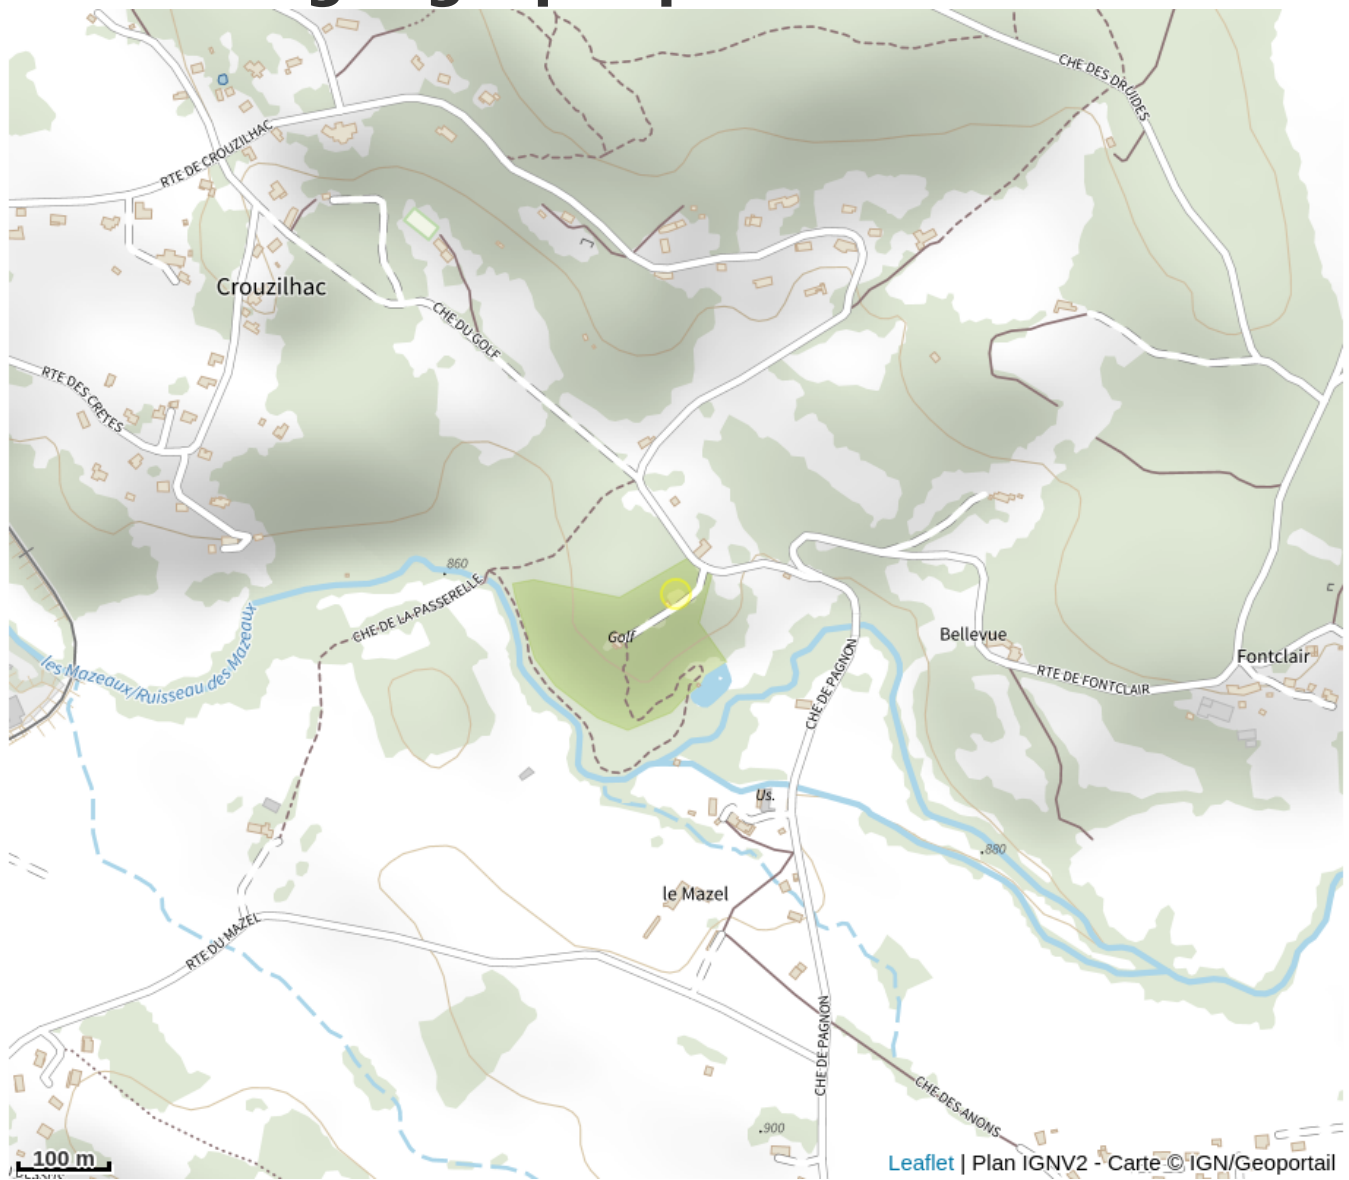 CHE DES DRUIDES
RTE DE CROUZILHAC
Crouzilhac
CHE DU GOLF
RTE DES CRETES
860
CHE DE LA PASSERELLE
les Mazeaux/Ruisseau des Mazeaux
Golf
Bellevue
CHE DE PAGNON
Fontclair
RTE DE FONTCLAIR
Us.
.880
le Mazel
RTE DU MAZEL
CHE DE PAGNON
CHE DES ANONS
.900
100 m
Leaflet | Plan IGNV2 - Carte © IGN/Geoportail